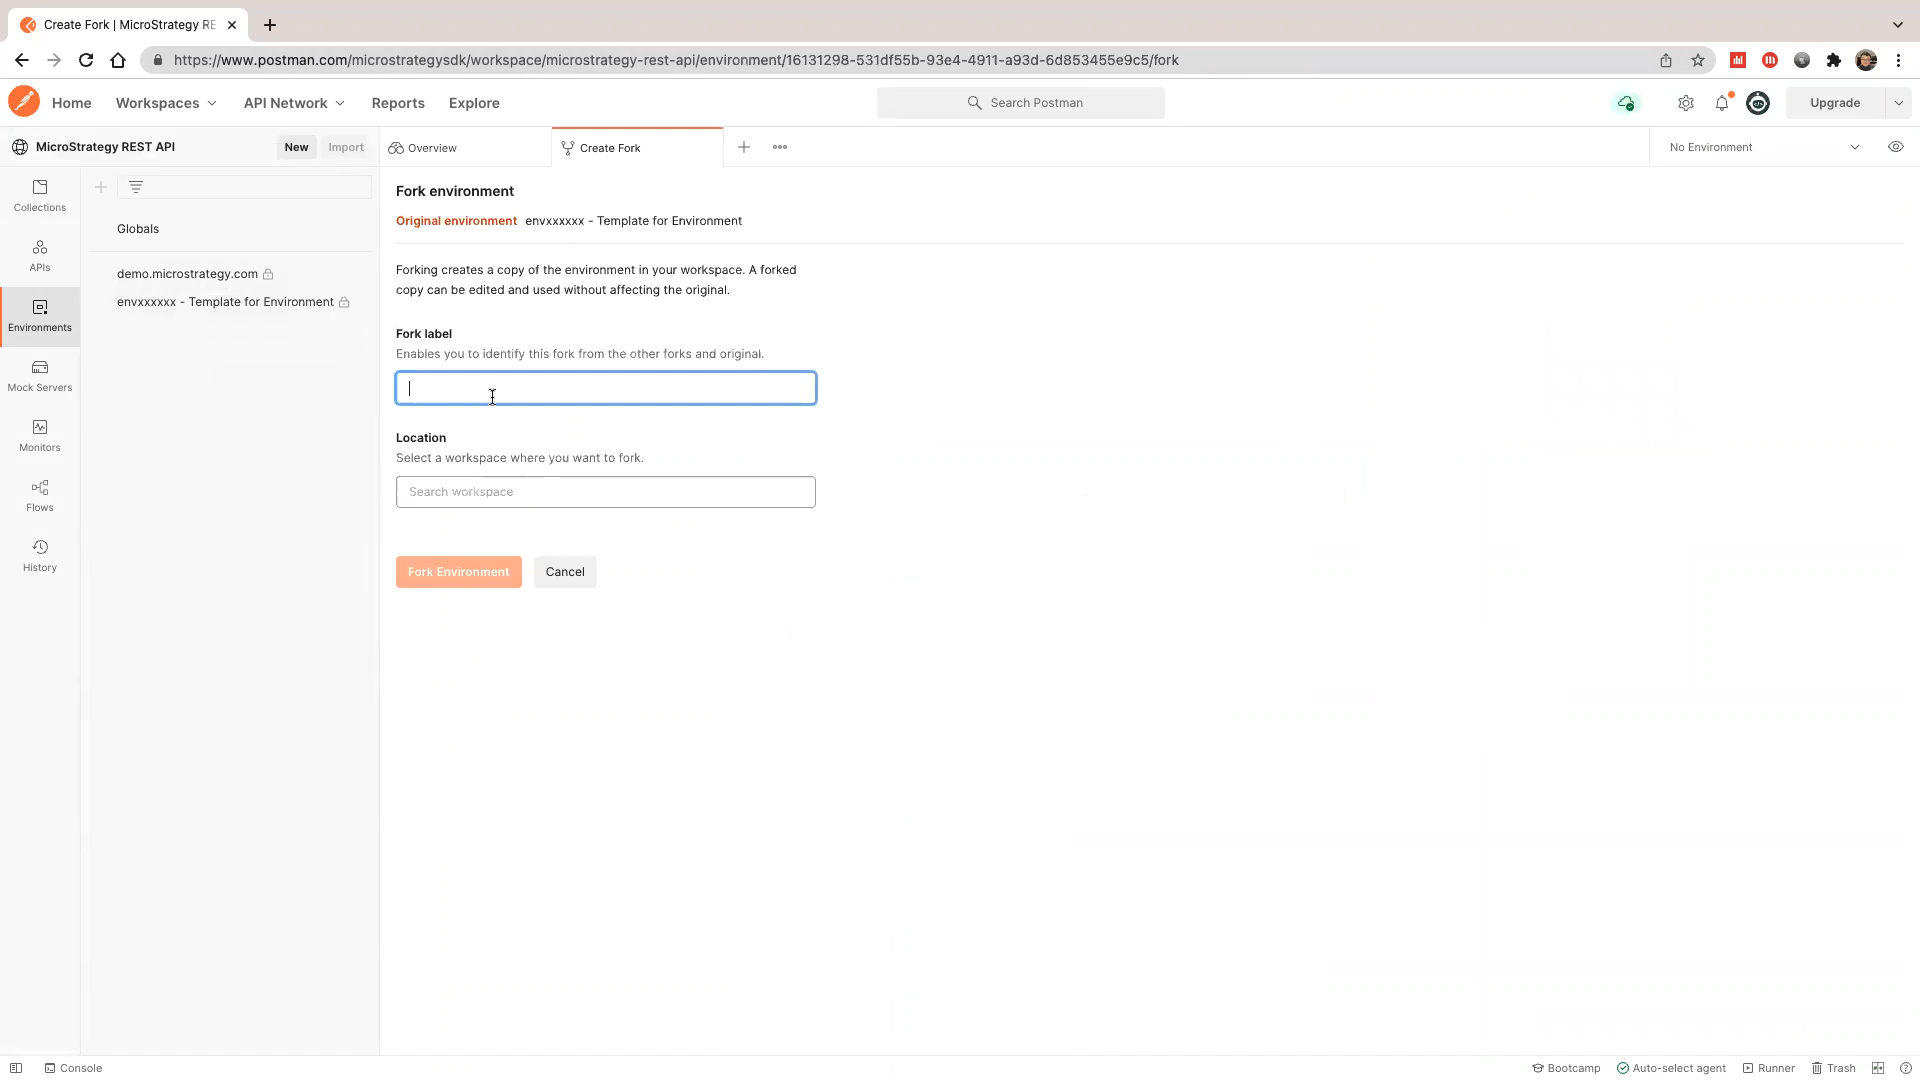 Create Fork | MicroStrategy RE
https://www.postman.com/microstrategysdk/workspace/microstrategy-rest-api/environment/16131298-531df55b-93e4-4911-a93d-6d853455e9c5/fork
Home
Workspaces
API Network
Reports
Explore
Search Postman
Upgrade
MicroStrategy REST API
New
Import
Overview
Create Fork
No Environment
Collections
APIs
Environments
Mock Servers
Monitors
Flows
History
Globals
demo.microstrategy.com
envxxxxxx - Template for Environment
Fork environment
Original environment envxxxxxx - Template for Environment
Forking creates a copy of the environment in your workspace. A forked
copy can be edited and used without affecting the original.
Fork label
Enables you to identify this fork from the other forks and original.
Location
Select a workspace where you want to fork.
Search workspace
Fork Environment
Cancel
Console
Bootcamp
Auto-select agent
Runner
Trash